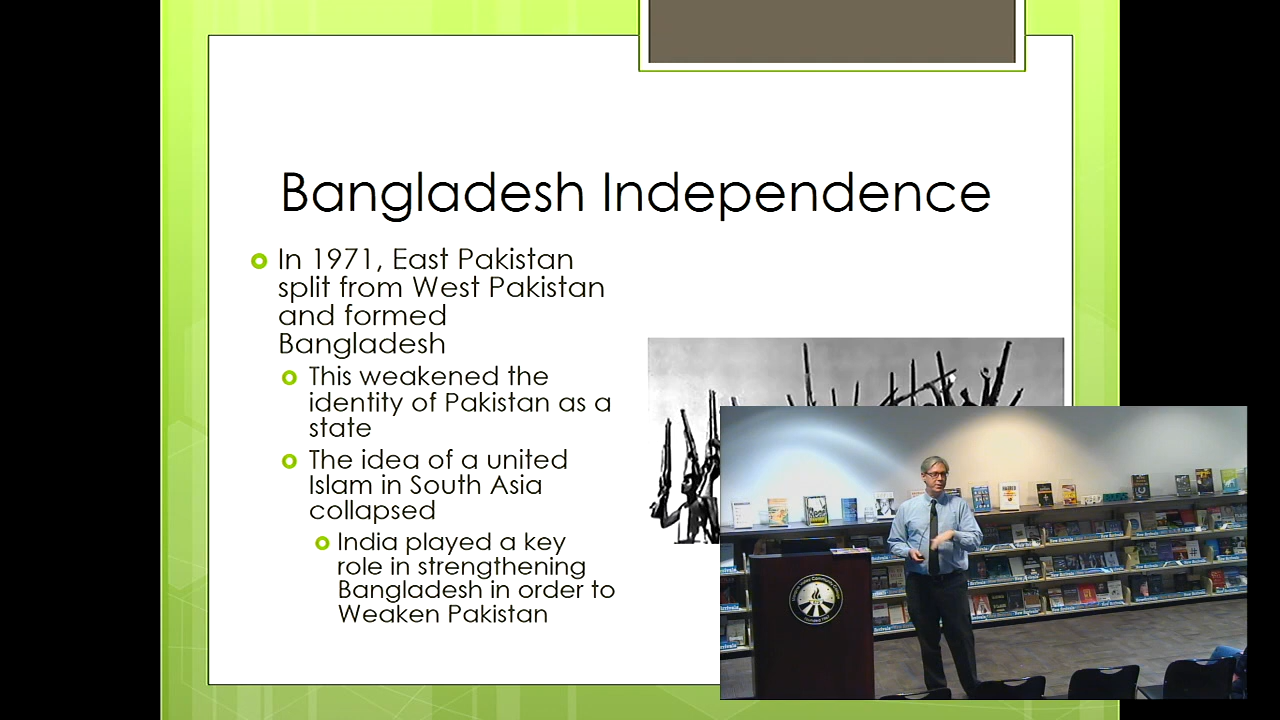 Bangladesh Independence
In 1971, East Pakistan
split from West Pakistan
and formed
Bangladesh
This weakened the
identity of Pakistan as a
state
The idea of a united
Islam in South Asia
collapsed
India played a key
role in strengthening
Bangladesh in order to
Weaken Pakistan